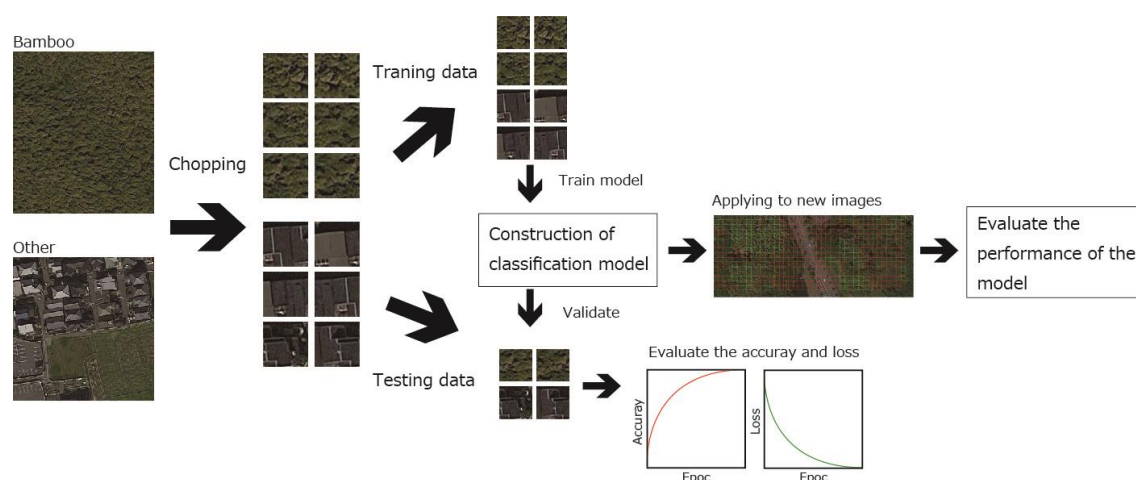 Bamboo
Other
Chopping
Traning data
Testing data
Train model
Construction of
classification model
Validate
Applying to new images
Evaluate the
performance of the
model
Evaluate the accuray and loss
Accuray
Epoc
Loss
Epoc